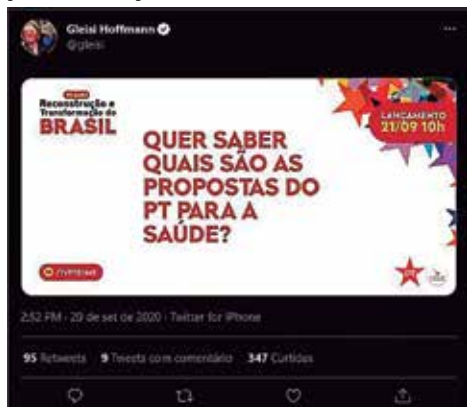 Gleisi Hoffmann
@gleisi
Reconstrução e
Transformação do
BRASIL
LANÇAMENTO
21/09 10h
QUER SABER
QUAIS SÃO AS
PROPOSTAS DO
PT PARA A
SAÚDE?
PT
2:52 PM · 20 de set de 2020 · Twitter for iPhone
95 Retweets 9 Tweets com comentário 347 Curtidas